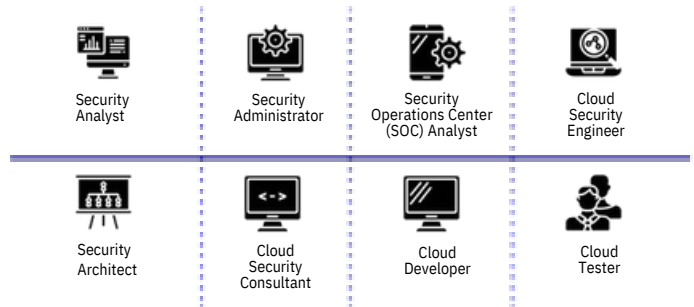 Security
Analyst
Security
Administrator
Security
Operations Center
(SOC) Analyst
Cloud
Security
Engineer
Security
Architect
Cloud
Security
Consultant
Cloud
Developer
Cloud
Tester